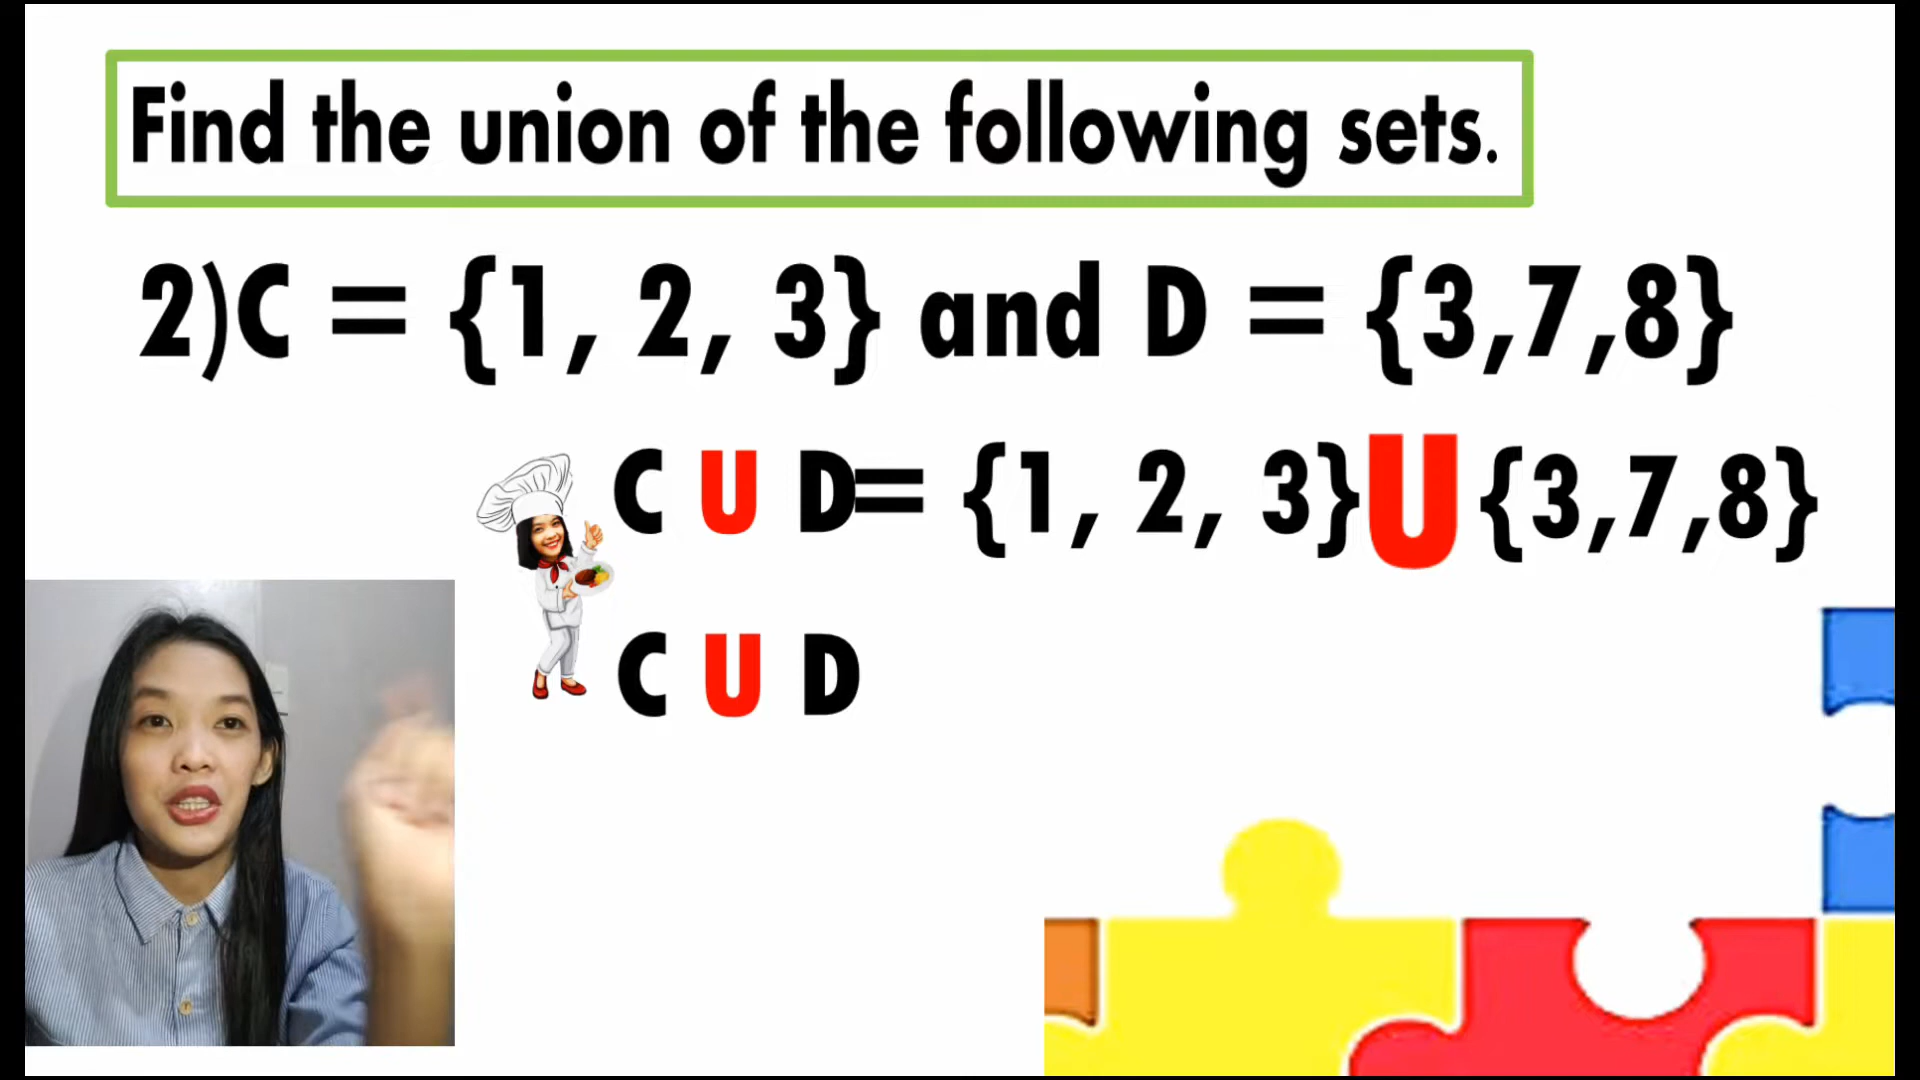 Find the union of the following sets.
2)C = {1, 2, 3} and D = {3,7,8}
C U D= {1, 2, 3}U{3,7,8}
C U D